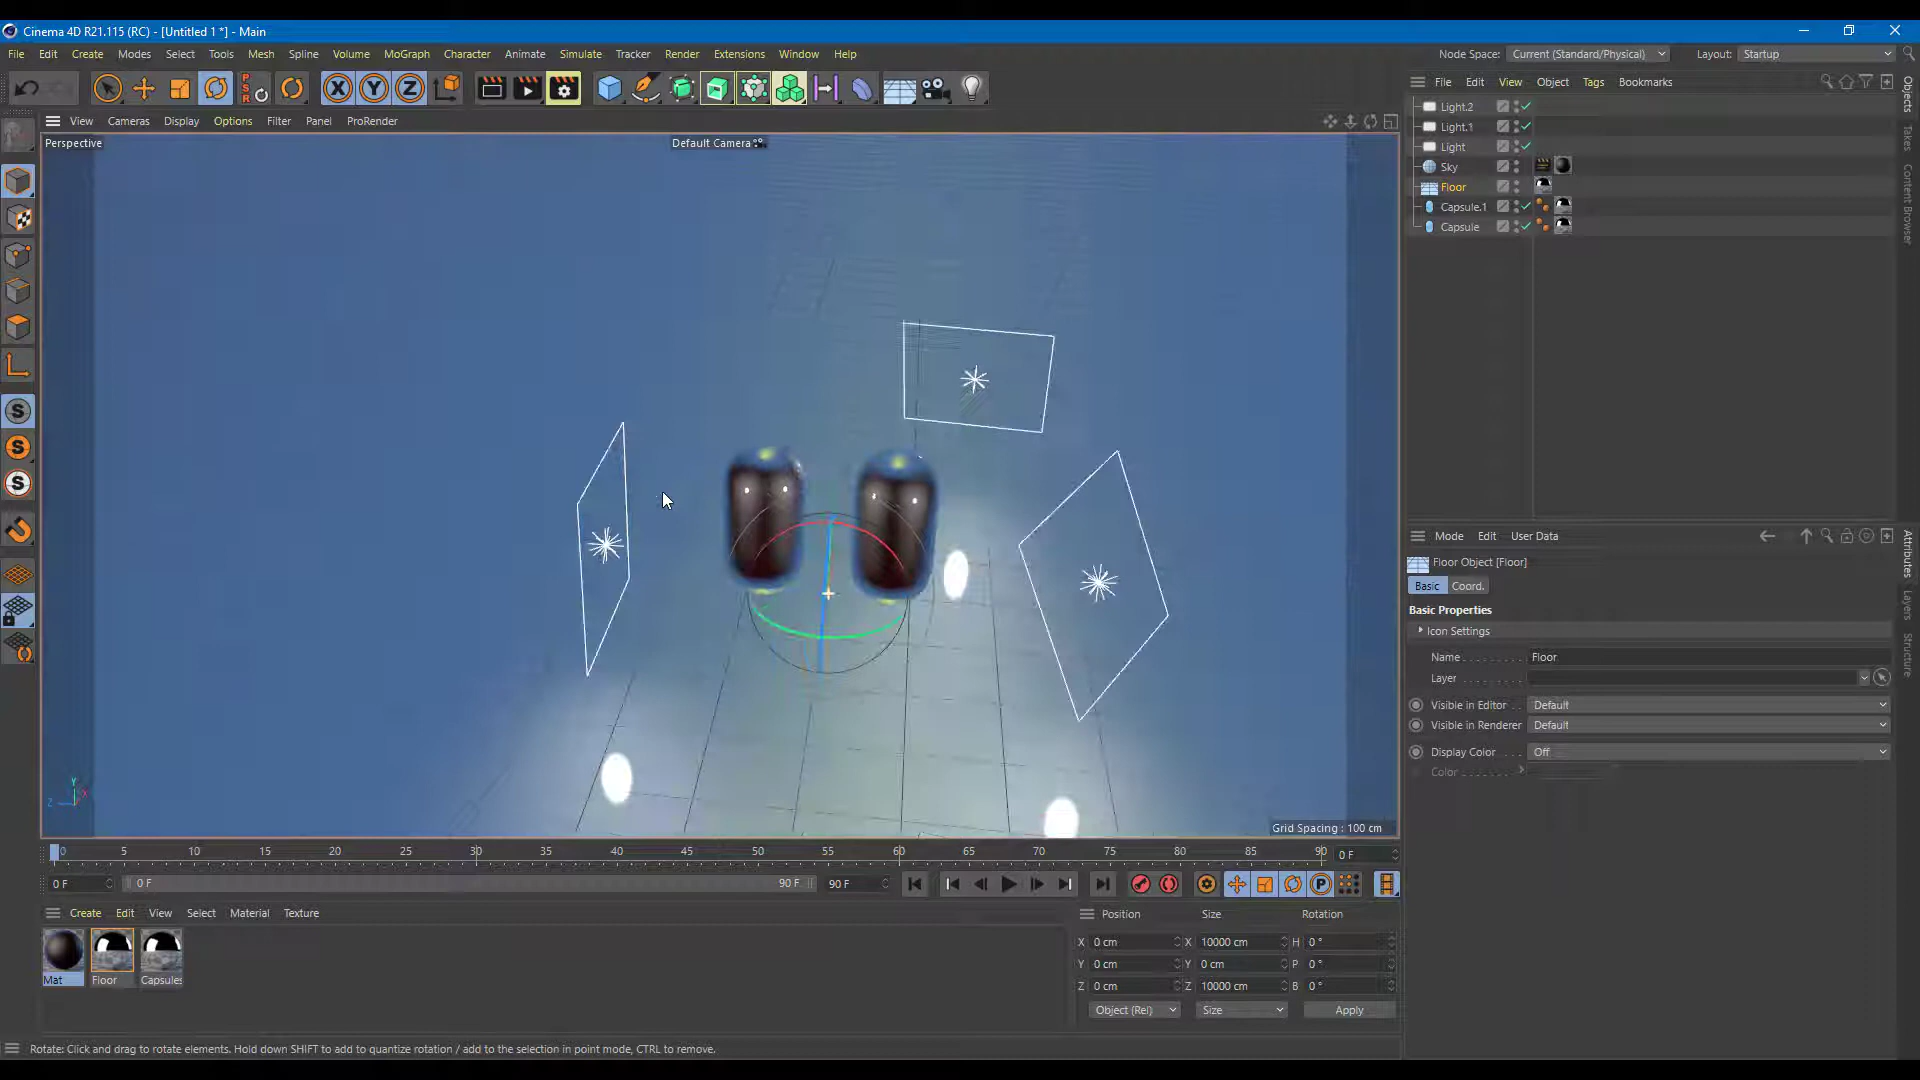 Cinema 4D R21.115 (RC) - [Untitled 1 *] - Main
File Edit Create Modes Select Tools Mesh Spline Volume MoGraph Character Animate Simulate Tracker Render Extensions Window Help
Node Space: Current (Standard/Physical) Layout: Startup
File Edit View Object Tags Bookmarks
View Cameras Display Options Filter Panel ProRender
Perspective
Default Camera
Light.2
Light.1
Light
Sky
Floor
Capsule.1
Capsule
Objects
Takes
Content Browser
Mode Edit User Data
Floor Object [Floor]
Basic Coord.
Basic Properties
Icon Settings
Name Floor
Layer
Visible in Editor Default
Visible in Renderer Default
Display Color Off
Color
Attributes
Layers
Structure
Grid Spacing : 100 cm
0 5 10 15 20 25 30 35 40 45 50 55 60 65 70 75 80 85 90 0 F
0 F 0 F 90 F 90 F
Create Edit View Select Material Texture
Mat Floor Capsules
Position Size Rotation
X 0 cm X 10000 cm H 0 °
Y 0 cm Y 0 cm P 0 °
Z 0 cm Z 10000 cm B 0 °
Object (Rel) Size Apply
Rotate: Click and drag to rotate elements. Hold down SHIFT to add to quantize rotation / add to the selection in point mode, CTRL to remove.